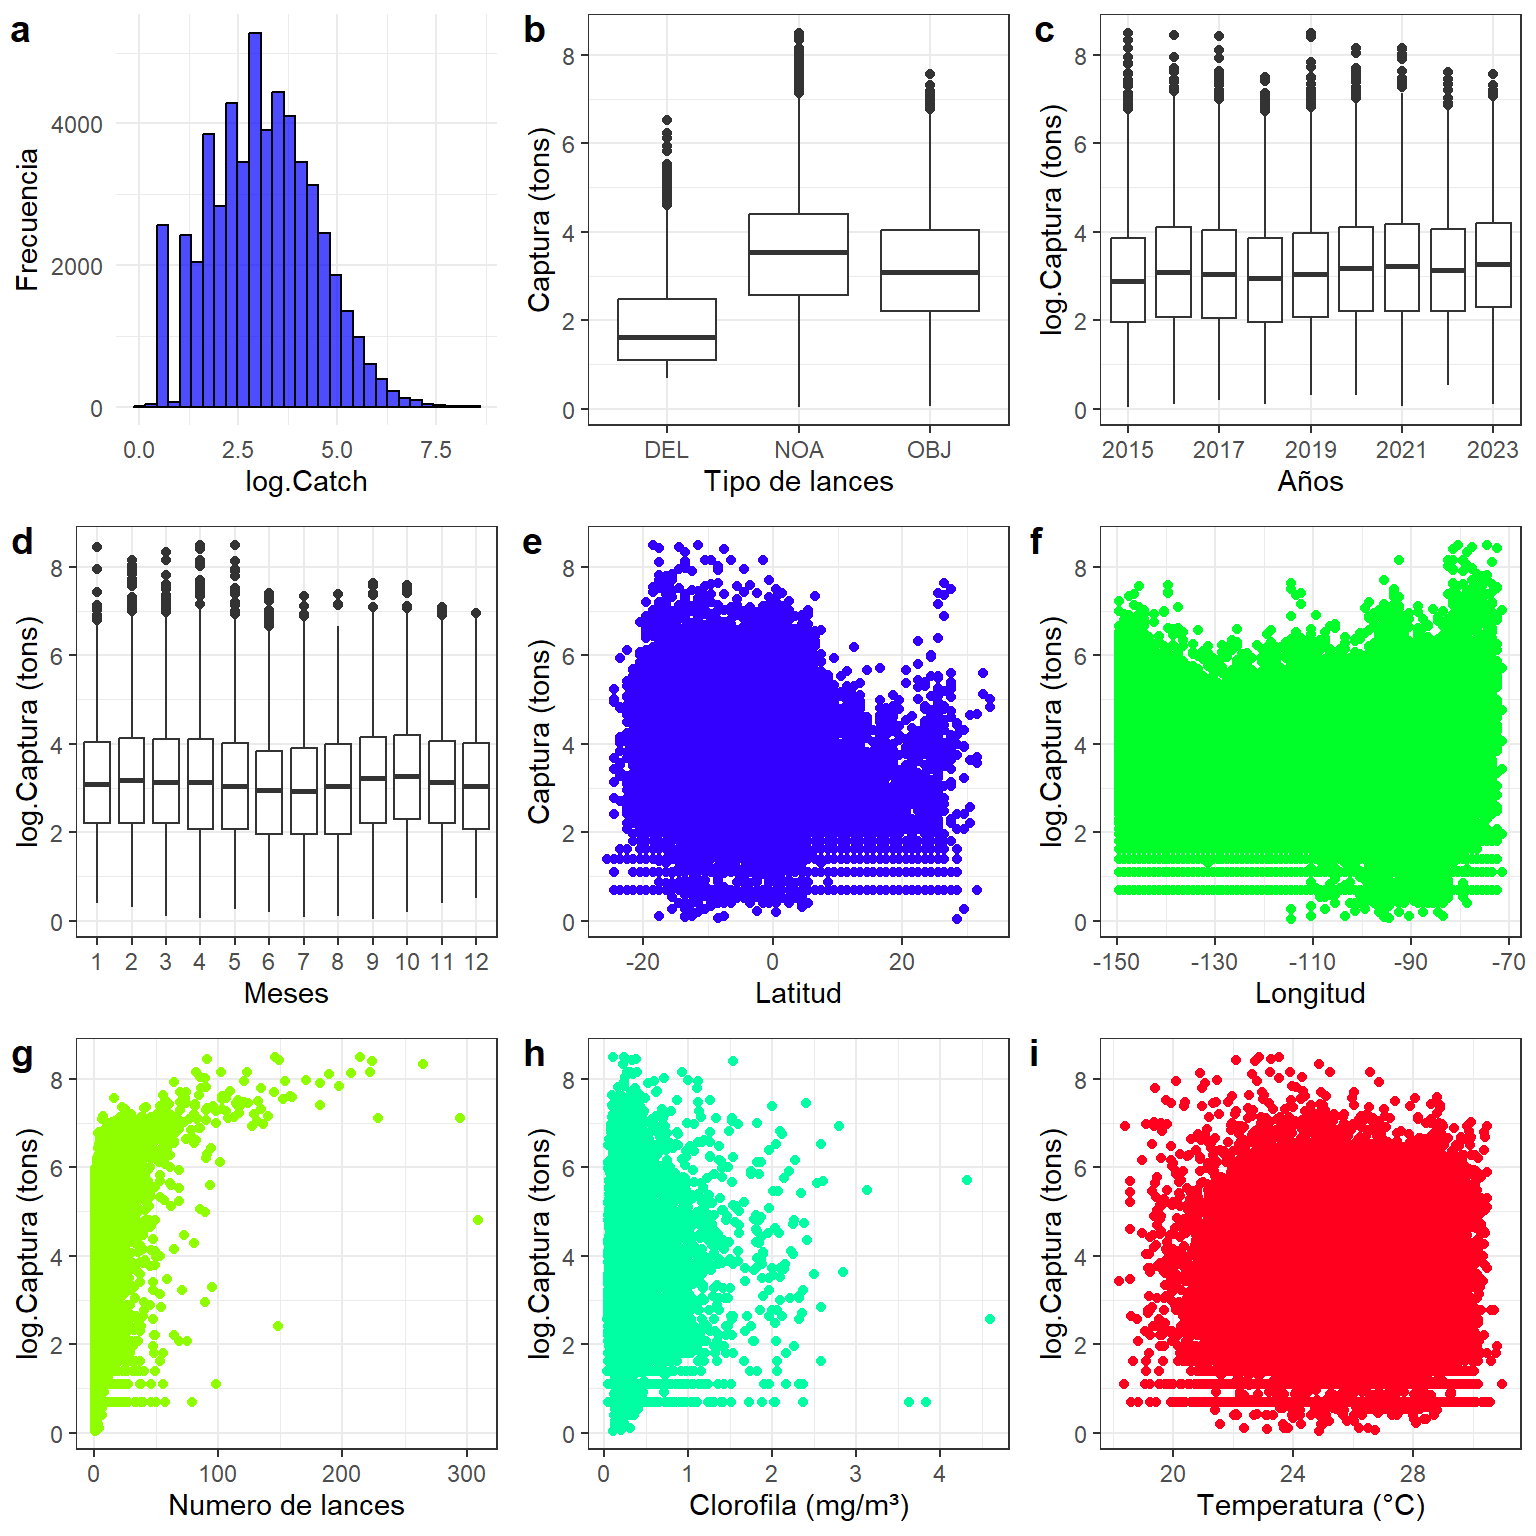 a
Frecuencia
4000
2000
0
0.0 2.5 5.0 7.5
log.Catch
b
Captura (tons)
8
6
4
2
0
DEL NOA OBJ
Tipo de lances
c
log.Captura (tons)
8
6
4
2
0
2015 2017 2019 2021 2023
Años
d
log.Captura (tons)
8
6
4
2
0
1 2 3 4 5 6 7 8 9 10 11 12
Meses
e
Captura (tons)
8
6
4
2
0
-20 0 20
Latitud
f
log.Captura (tons)
8
6
4
2
0
-150 -130 -110 -90 -70
Longitud
g
log.Captura (tons)
8
6
4
2
0
0 100 200 300
Numero de lances
h
log.Captura (tons)
8
6
4
2
0
0 1 2 3 4
Clorofila (mg/m³)
i
log.Captura (tons)
8
6
4
2
0
20 24 28
Temperatura (°C)